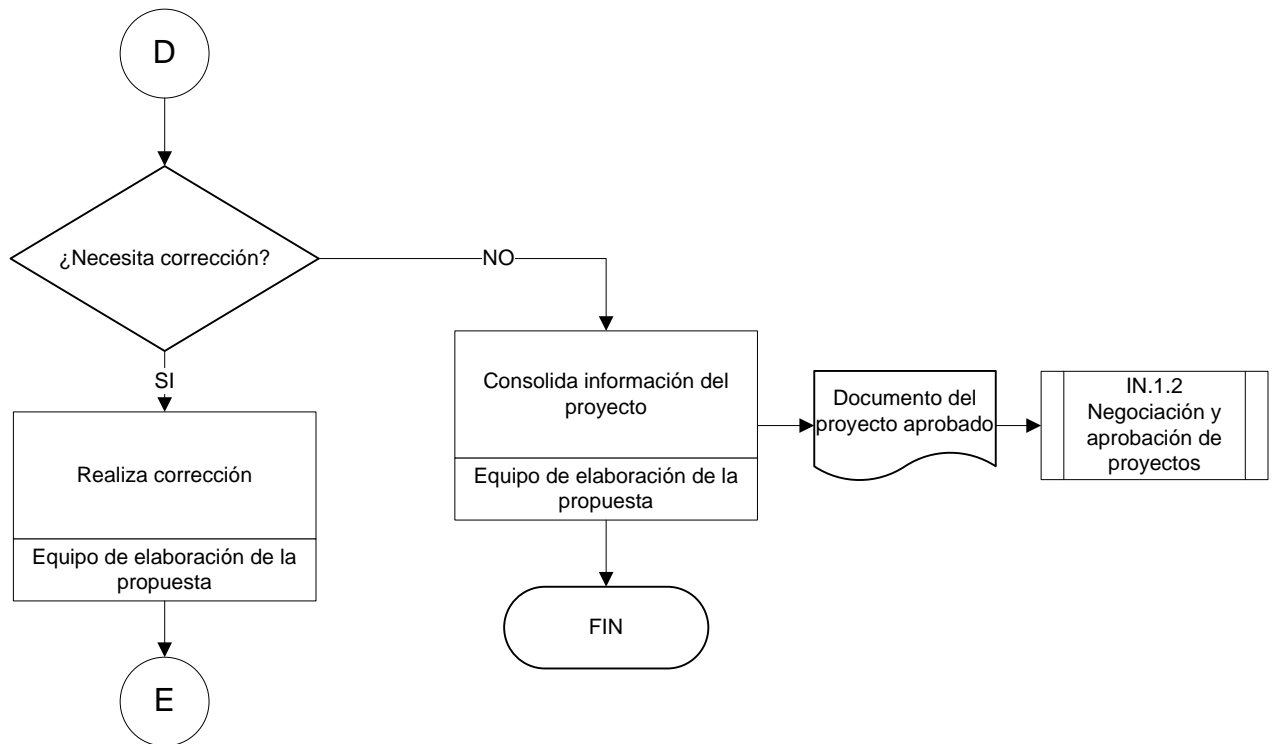 D
¿Necesita corrección?
NO
SI
Consolida información del
proyecto
Equipo de elaboración de la
propuesta
Documento del
proyecto aprobado
IN.1.2
Negociación y
aprobación de
proyectos
Realiza corrección
Equipo de elaboración de la
propuesta
FIN
E